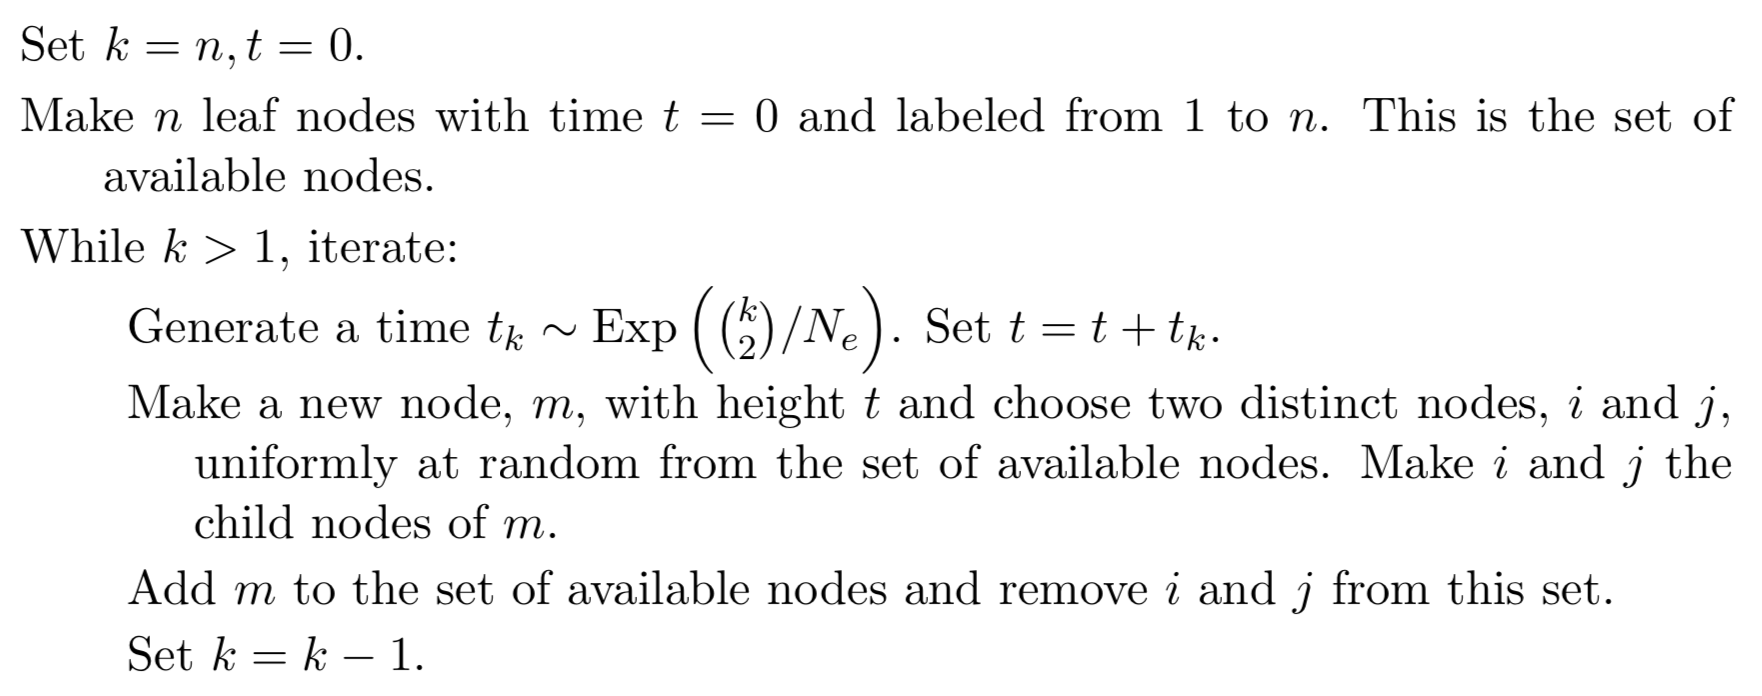 Set k = n, t = 0.
Make n leaf nodes with time t = 0 and labeled from 1 to n. This is the set of
available nodes.
While k > 1, iterate:
Generate a time t_k ∼ Exp((k 2)/N_e). Set t = t + t_k.
Make a new node, m, with height t and choose two distinct nodes, i and j,
uniformly at random from the set of available nodes. Make i and j the
child nodes of m.
Add m to the set of available nodes and remove i and j from this set.
Set k = k − 1.